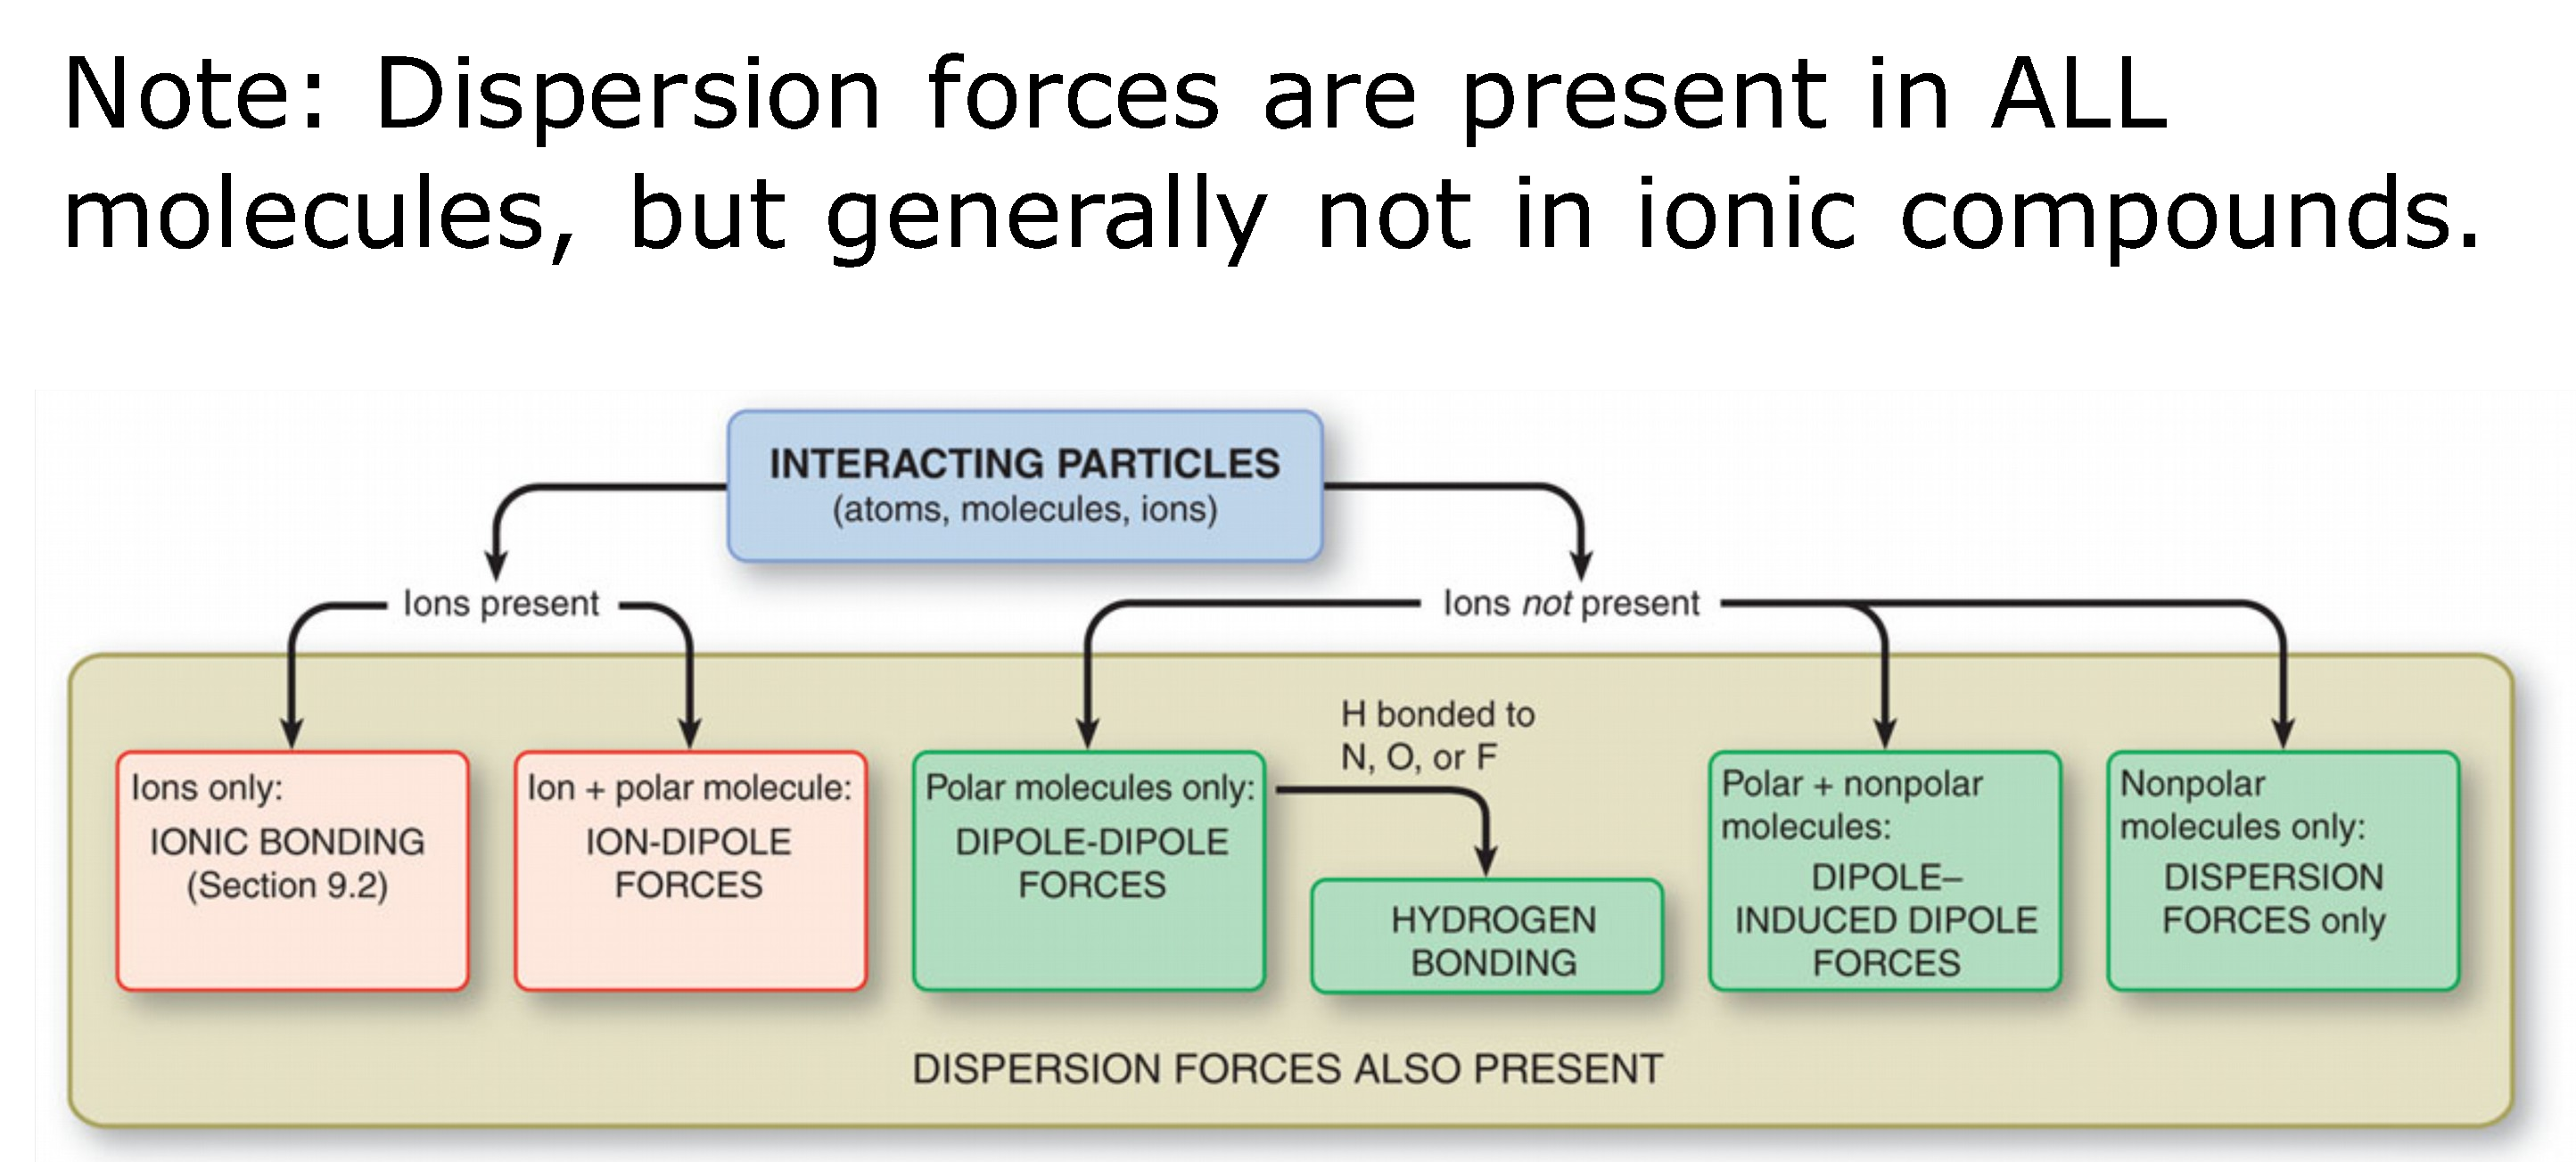 Note: Dispersion forces are present in ALL
molecules, but generally not in ionic compounds.
INTERACTING PARTICLES
(atoms, molecules, ions)
Ions present
Ions not present
H bonded to
N, O, or F
Ions only:
IONIC BONDING
(Section 9.2)
Ion + polar molecule:
ION-DIPOLE
FORCES
Polar molecules only:
DIPOLE-DIPOLE
FORCES
HYDROGEN
BONDING
Polar + nonpolar
molecules:
DIPOLE–
INDUCED DIPOLE
FORCES
Nonpolar
molecules only:
DISPERSION
FORCES only
DISPERSION FORCES ALSO PRESENT